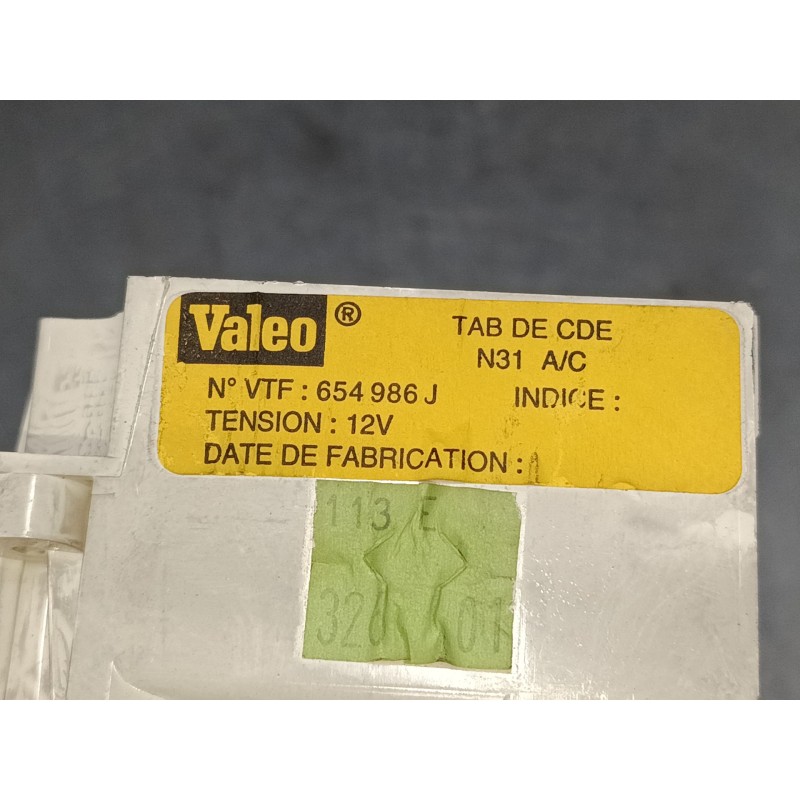 Valeo ®
TAB DE CDE
N31 A/C
N° VTF : 654 986 J INDICE :
TENSION : 12V
DATE DE FABRICATION :
113 E
01